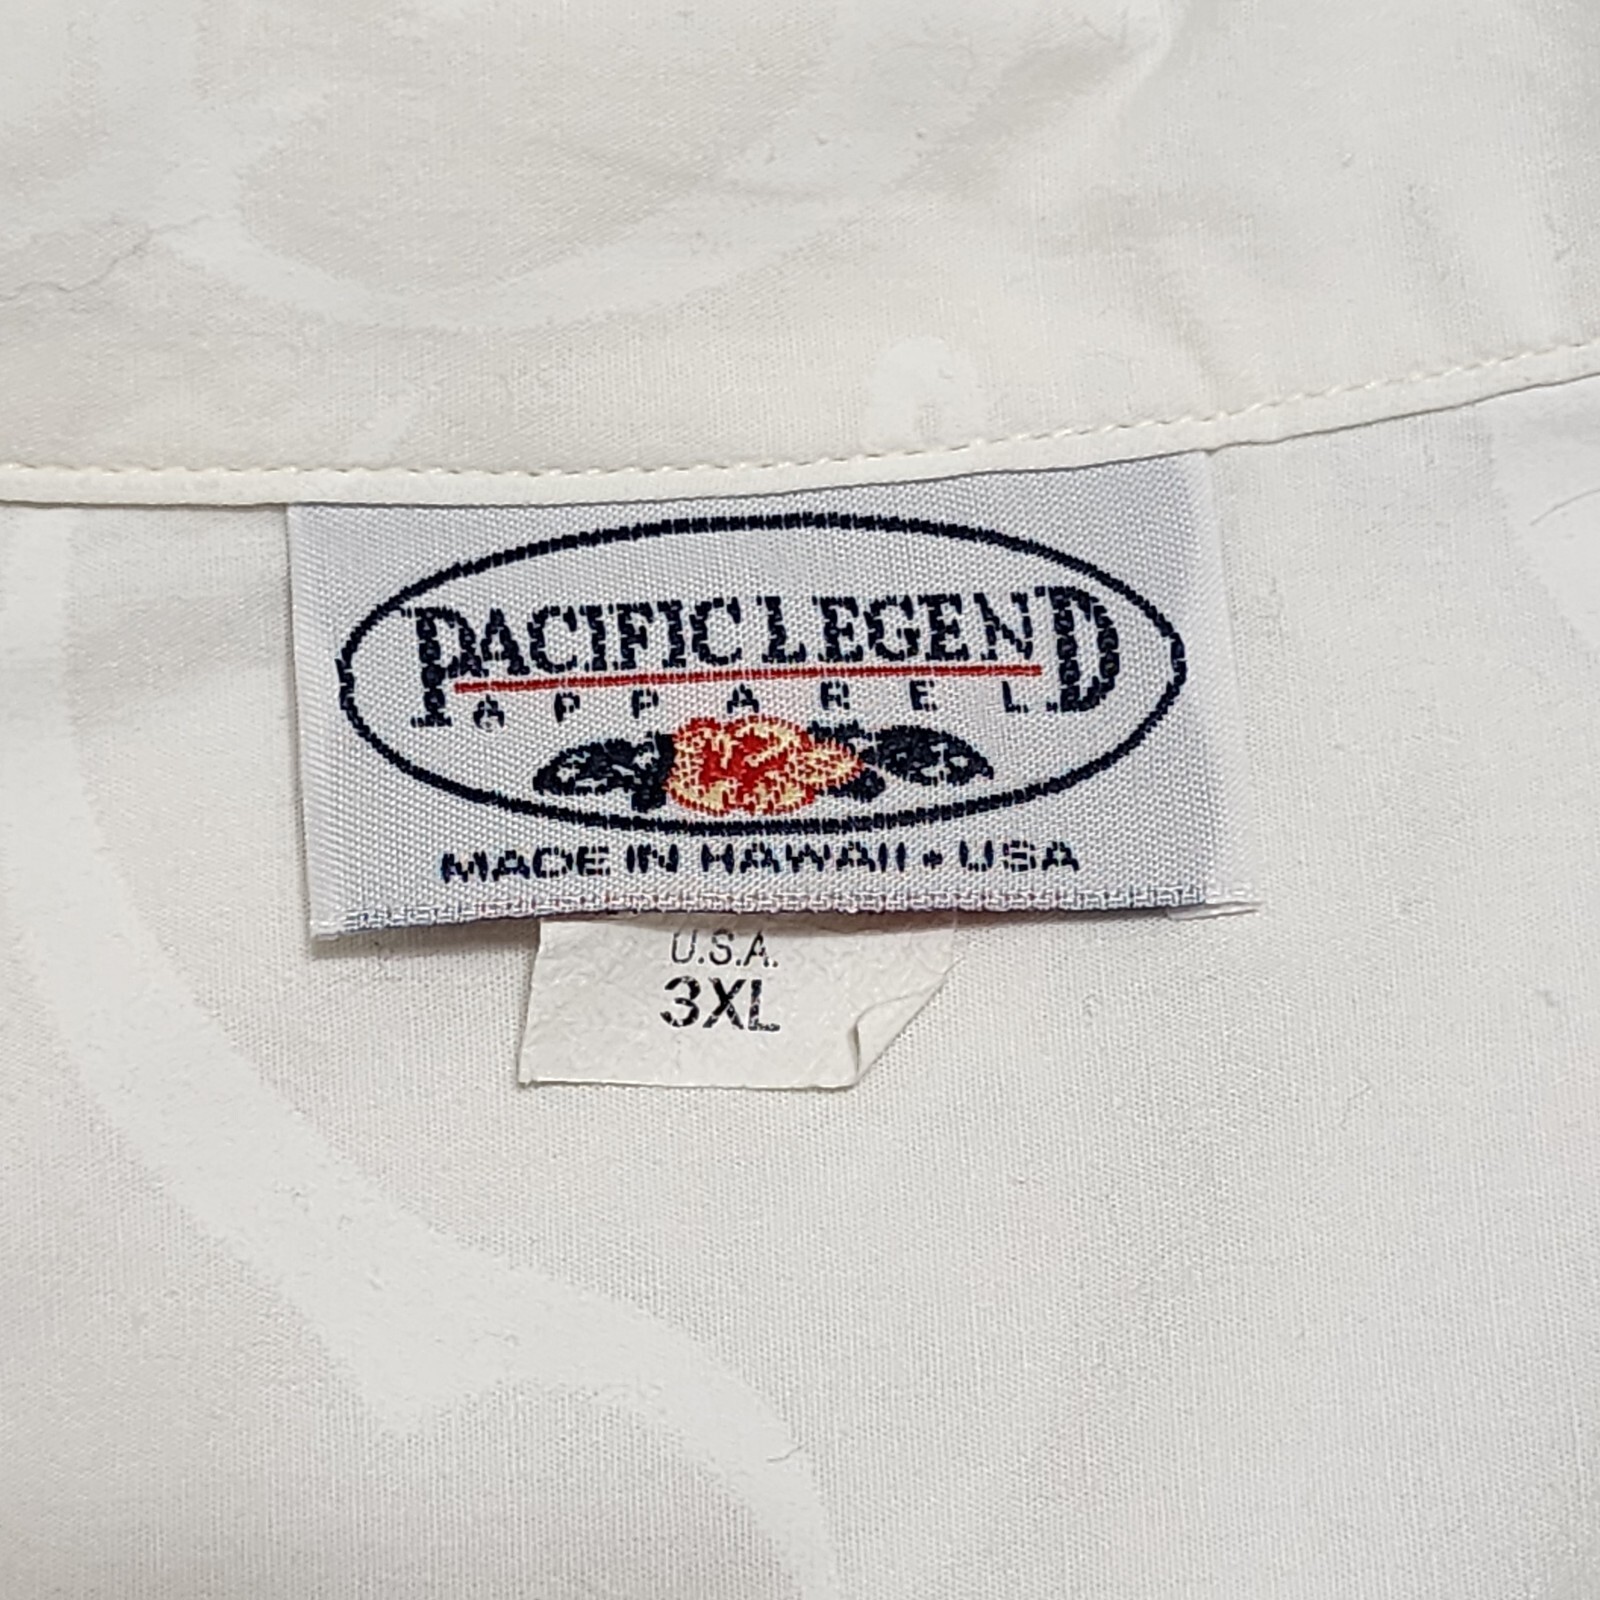 PACIFIC LEGEND
APPAREL
MADE IN HAWAII • USA
U.S.A.
3XL